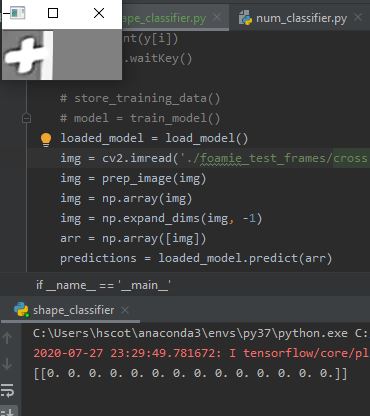 shape_classifier.py
num_classifier.py
nt(y[i])
.waitKey()
# store_training_data()
# model = train_model()
loaded_model = load_model()
img = cv2.imread('./foamie_test_frames/cross
img = prep_image(img)
img = np.array(img)
img = np.expand_dims(img, -1)
arr = np.array([img])
predictions = loaded_model.predict(arr)
if __name__ == '__main__'
shape_classifier
C:\Users\hscot\anaconda3\envs\py37\python.exe C:
2020-07-27 23:29:49.781672: I tensorflow/core/pl
[[0. 0. 0. 0. 0. 0. 0. 0. 0. 0. 0. 0. 0. 0.]]